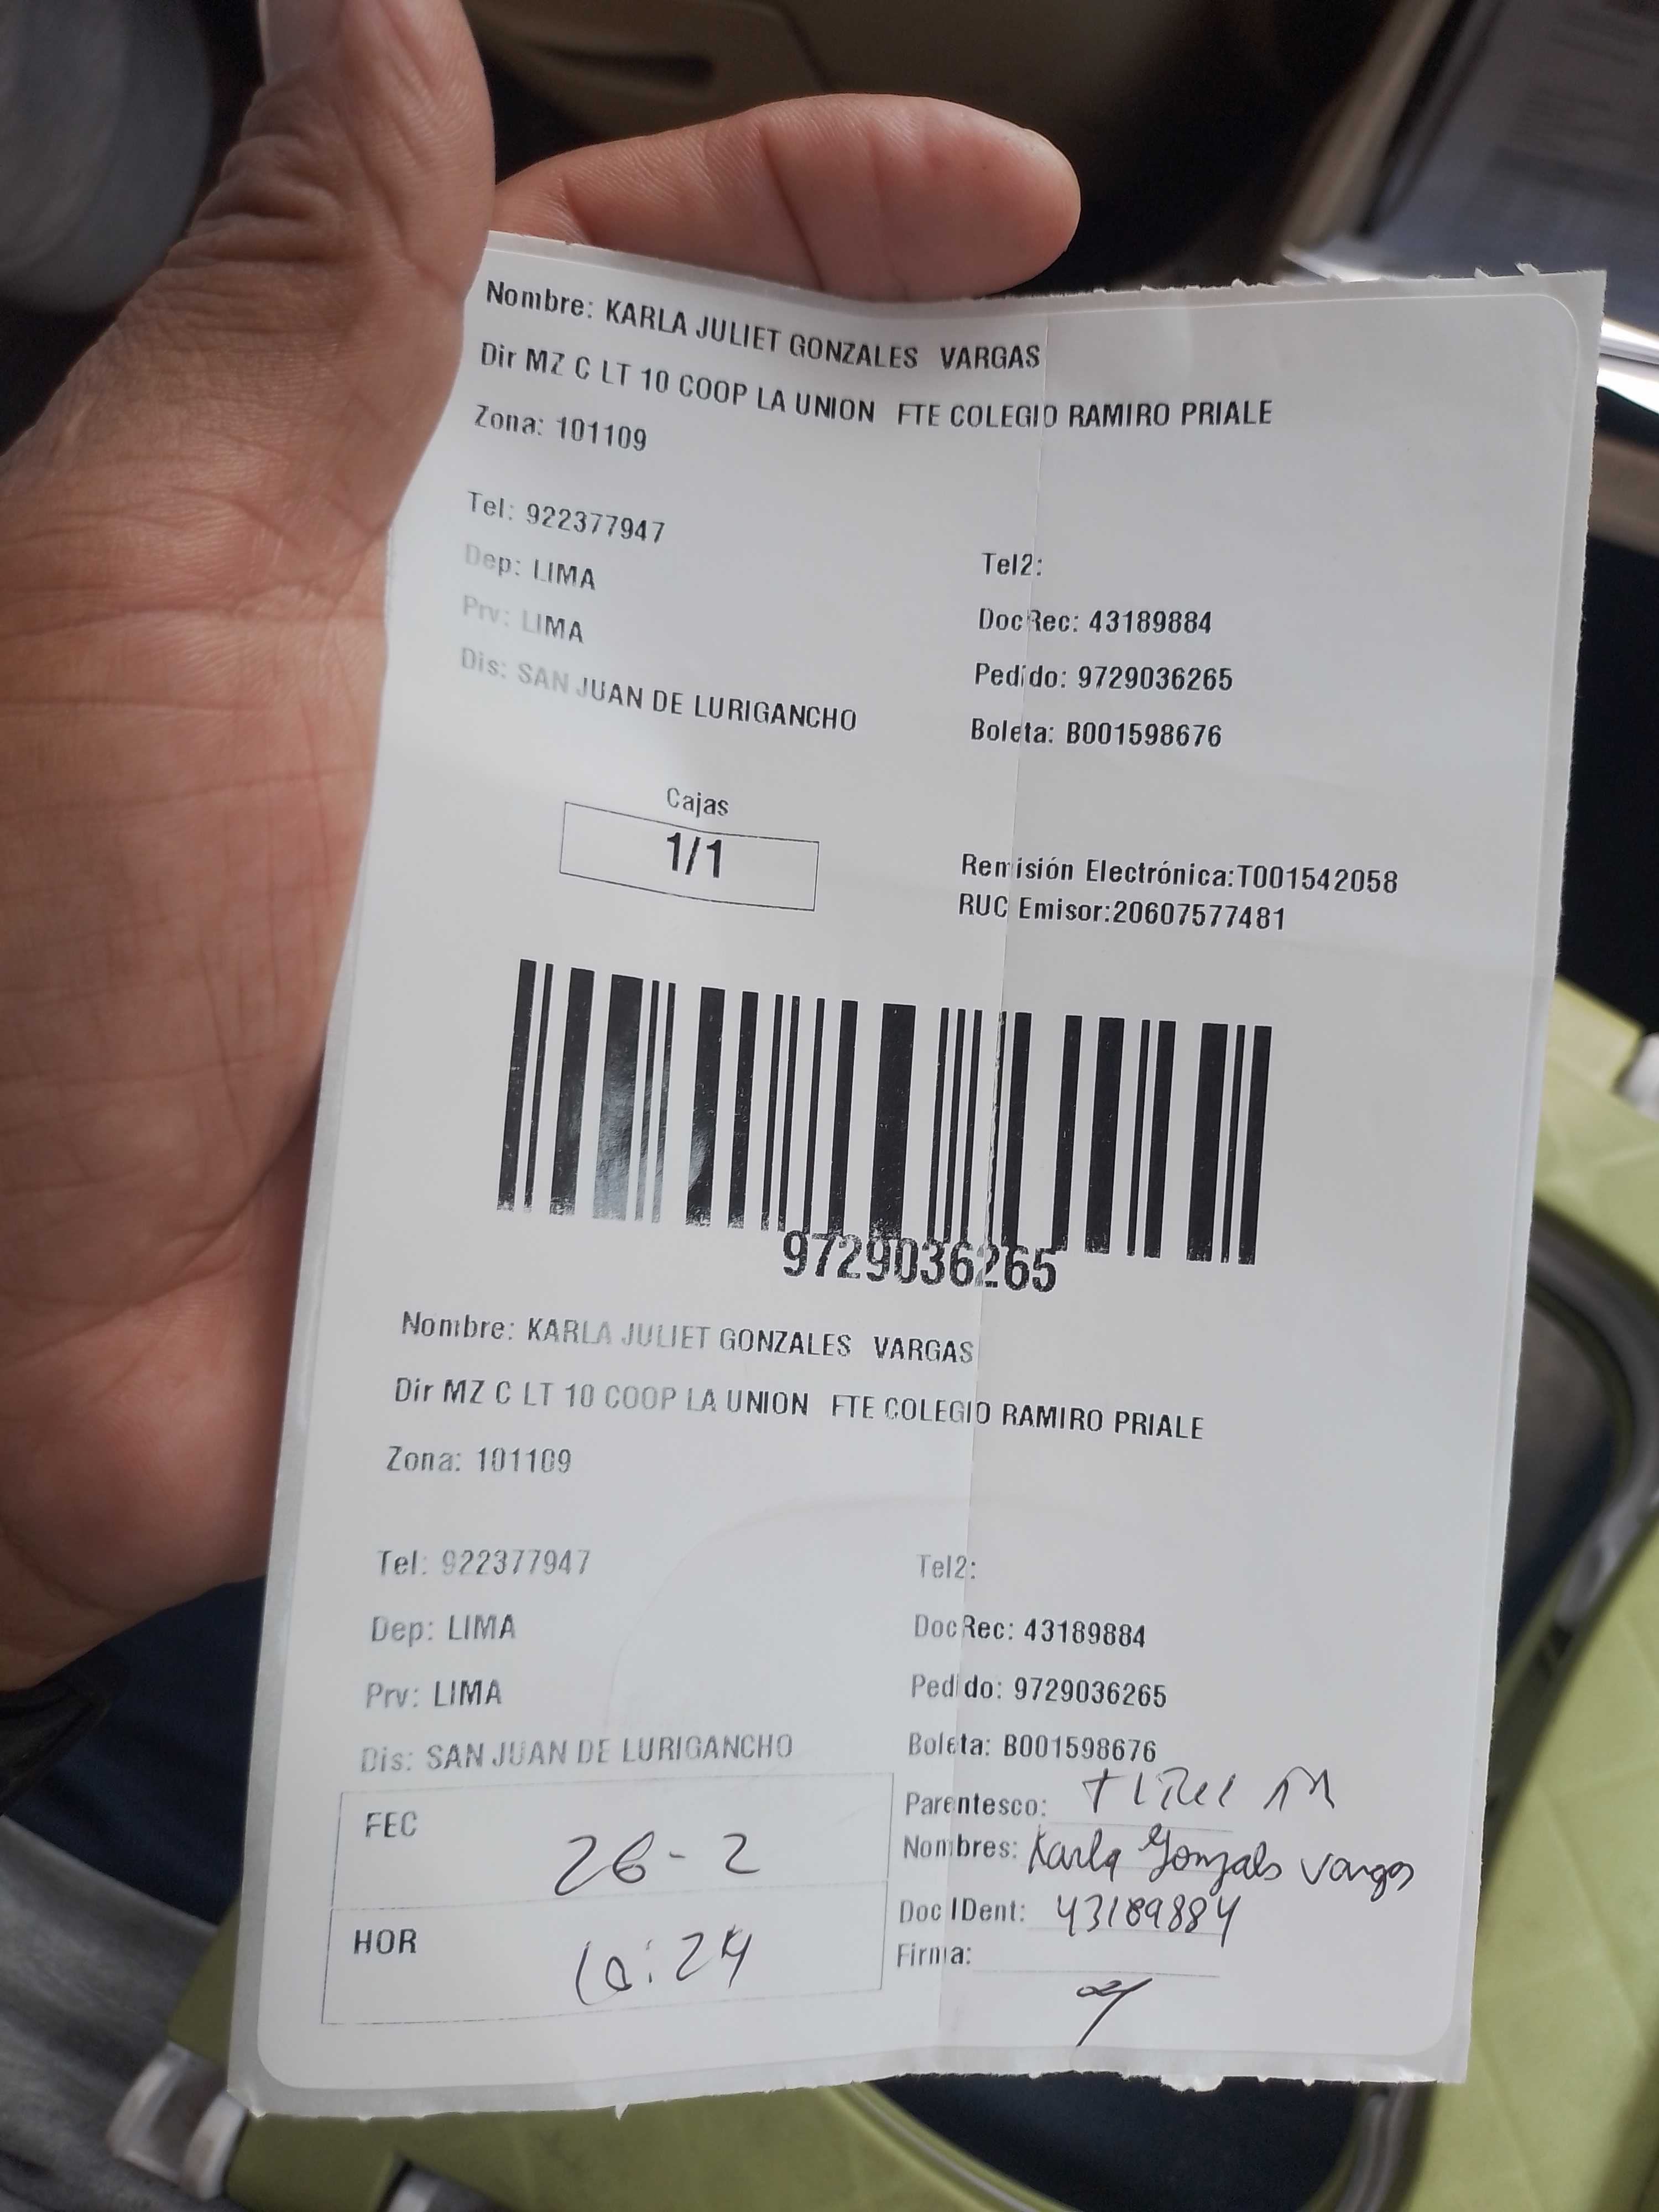 Nombre: KARLA JULIET GONZALES VARGAS
Dir MZ C LT 10 COOP LA UNION FTE COLEGIO RAMIRO PRIALE
Zona: 101109
Tel: 922377947
Tel2:
Dep: LIMA
DocRec: 43189884
Prv: LIMA
Pedido: 9729036265
Dis: SAN JUAN DE LURIGANCHO
Boleta: B001598676
Cajas
1/1
Remisión Electrónica:T001542058
RUC Emisor:20607577481
9729036265
Nombre: KARLA JULIET GONZALES VARGAS
Dir MZ C LT 10 COOP LA UNION FTE COLEGIO RAMIRO PRIALE
Zona: 101109
Tel: 922377947
Tel2:
Dep: LIMA
DocRec: 43189884
Prv: LIMA
Pedido: 9729036265
Dis: SAN JUAN DE LURIGANCHO
Boleta: B001598676
FEC 26-2
Parentesco:
Nombres: Karla Gonzals Vargas
HOR
Doc IDent: 43189884
Firma: